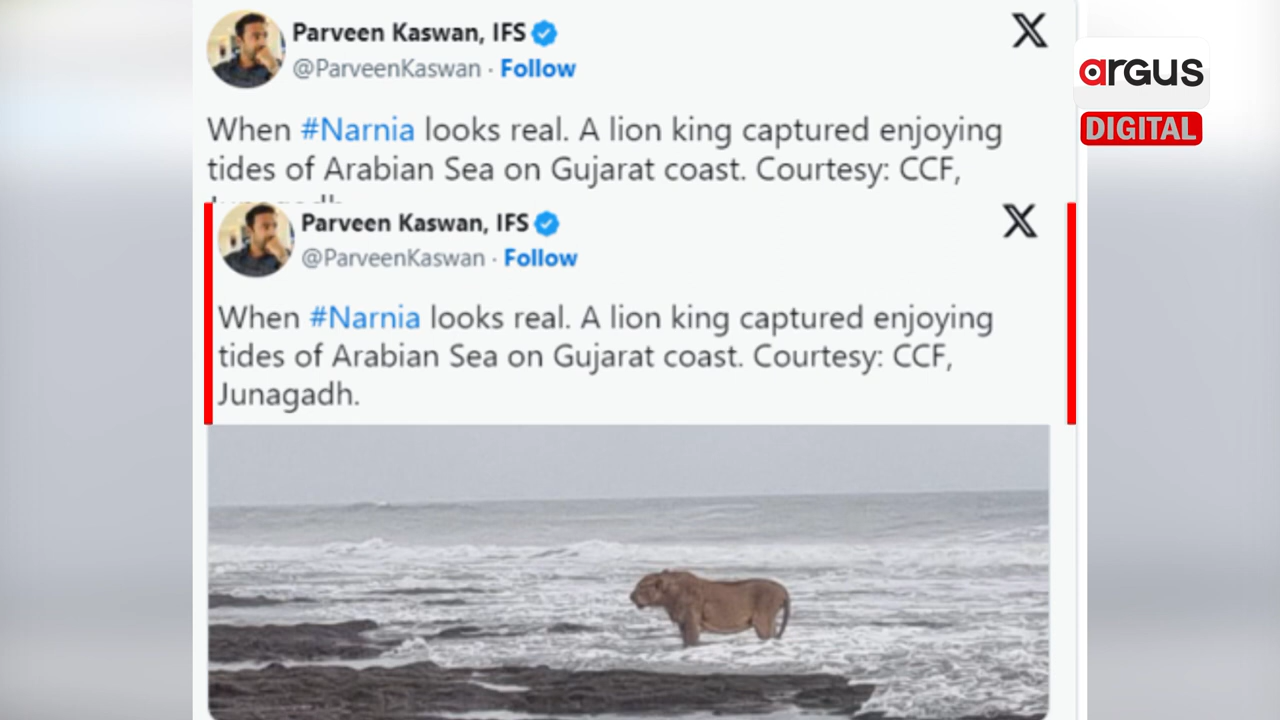 Parveen Kaswan, IFS
@ParveenKaswan · Follow
X
When #Narnia looks real. A lion king captured enjoying
tides of Arabian Sea on Gujarat coast. Courtesy: CCF,
Parveen Kaswan, IFS
@ParveenKaswan · Follow
X
When #Narnia looks real. A lion king captured enjoying
tides of Arabian Sea on Gujarat coast. Courtesy: CCF,
Junagadh.
argus
DIGITAL